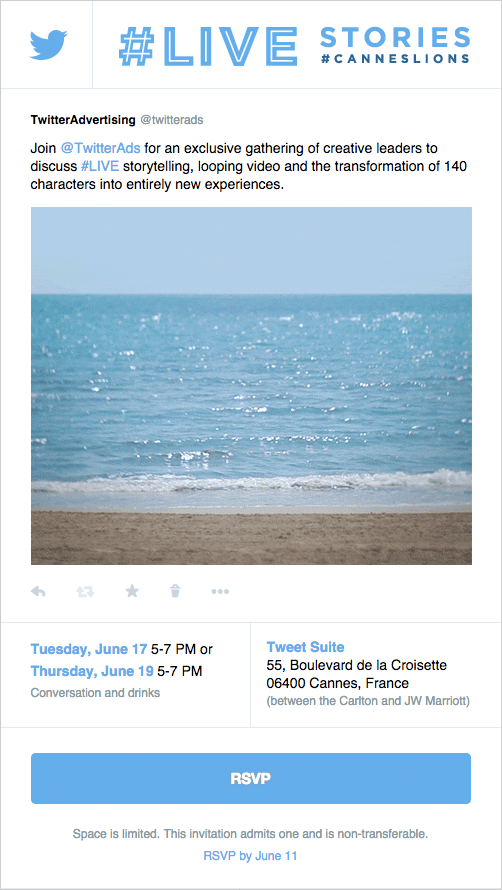 #LIVE STORIES
#CANNESLIONS
TwitterAdvertising @twitterads
Join @TwitterAds for an exclusive gathering of creative leaders to
discuss #LIVE storytelling, looping video and the transformation of 140
characters into entirely new experiences.
Tuesday, June 17 5-7 PM or
Thursday, June 19 5-7 PM
Conversation and drinks
Tweet Suite
55, Boulevard de la Croisette
06400 Cannes, France
(between the Carlton and JW Marriott)
RSVP
Space is limited. This invitation admits one and is non-transferable.
RSVP by June 11